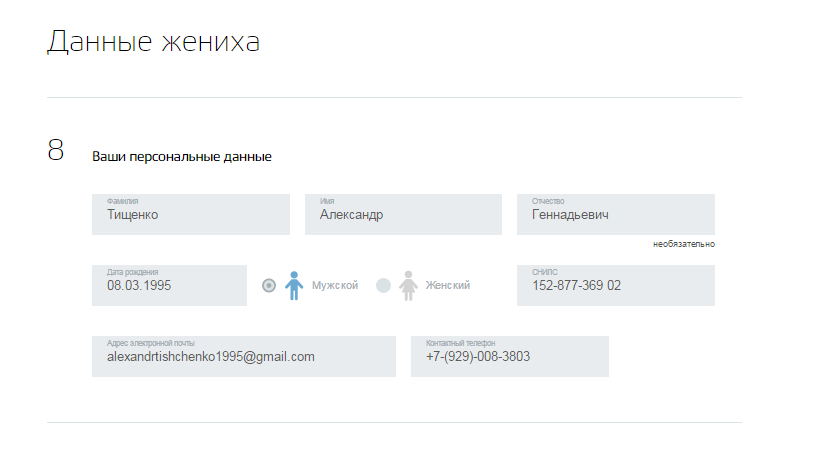 Данные жениха
8 Ваши персональные данные
Фамилия Имя Отчество
Тищенко Александр Геннадьевич
необязательно
Дата рождения СНИЛС
08.03.1995 Мужской Женский 152-877-369 02
Адрес электронной почты Контактный телефон
alexandrtishchenko1995@gmail.com +7-(929)-008-3803